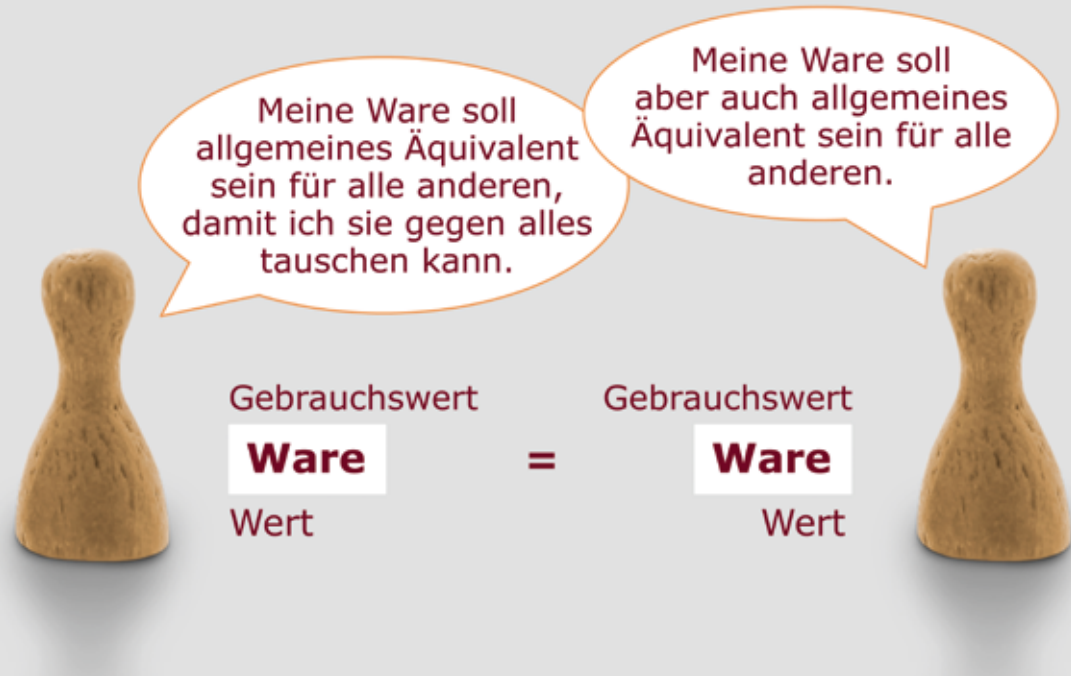 Meine Ware soll
allgemeines Äquivalent
sein für alle anderen,
damit ich sie gegen alles
tauschen kann.
Meine Ware soll
aber auch allgemeines
Äquivalent sein für alle
anderen.
Gebrauchswert Gebrauchswert
Ware = Ware
Wert Wert